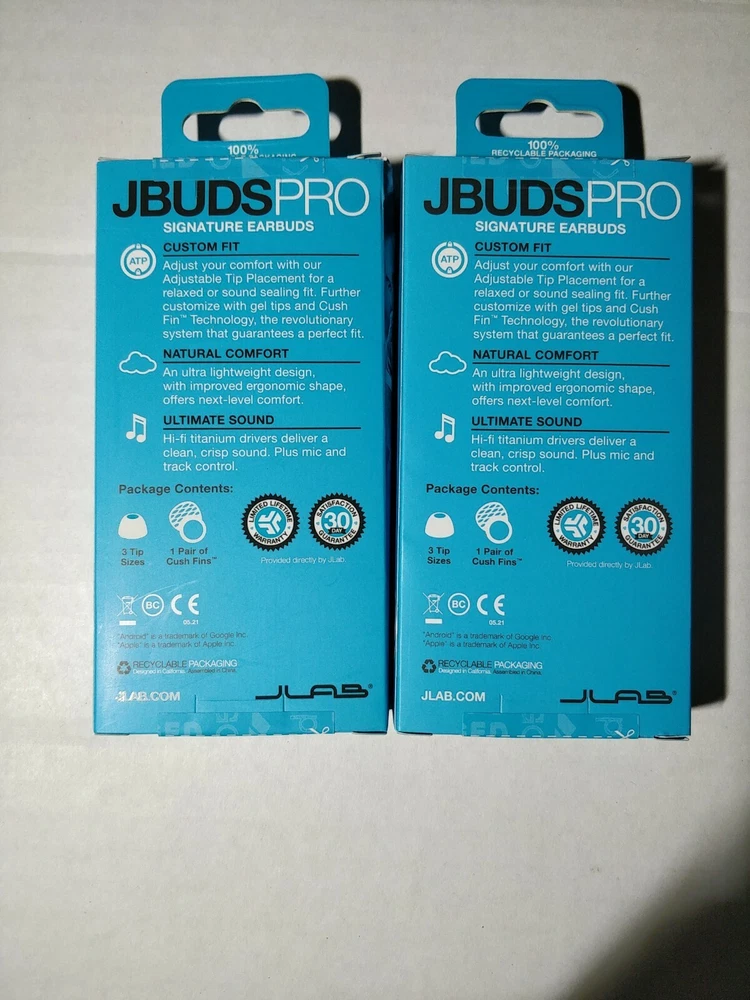 100%
PACKAGING
JBUDSPRO
SIGNATURE EARBUDS
CUSTOM FIT
ATP
Adjust your comfort with our
Adjustable Tip Placement for a
relaxed or sound sealing fit. Further
customize with gel tips and Cush
Fin™ Technology, the revolutionary
system that guarantees a perfect fit.
NATURAL COMFORT
An ultra lightweight design,
with improved ergonomic shape,
offers next-level comfort.
ULTIMATE SOUND
Hi-fi titanium drivers deliver a
clean, crisp sound. Plus mic and
track control.
Package Contents:
3 Tip
Sizes
1 Pair of
Cush Fins™
LIMITED LIFETIME
WARRANTY
SATISFACTION
30
DAY
GUARANTEE
Provided directly by JLab.
BC
CE
05.21
"Android" is a trademark of Google Inc.
"Apple" is a trademark of Apple Inc.
RECYCLABLE PACKAGING
Designed in California. Assembled in China.
JLAB.COM
JLAB®
100%
RECYCLABLE PACKAGING
JBUDSPRO
SIGNATURE EARBUDS
CUSTOM FIT
ATP
Adjust your comfort with our
Adjustable Tip Placement for a
relaxed or sound sealing fit. Further
customize with gel tips and Cush
Fin™ Technology, the revolutionary
system that guarantees a perfect fit.
NATURAL COMFORT
An ultra lightweight design,
with improved ergonomic shape,
offers next-level comfort.
ULTIMATE SOUND
Hi-fi titanium drivers deliver a
clean, crisp sound. Plus mic and
track control.
Package Contents:
3 Tip
Sizes
1 Pair of
Cush Fins™
LIMITED LIFETIME
WARRANTY
SATISFACTION
30
DAY
GUARANTEE
Provided directly by JLab.
BC
CE
05.21
"Android" is a trademark of Google Inc.
"Apple" is a trademark of Apple Inc.
RECYCLABLE PACKAGING
Designed in California. Assembled in China.
JLAB.COM
JLAB®